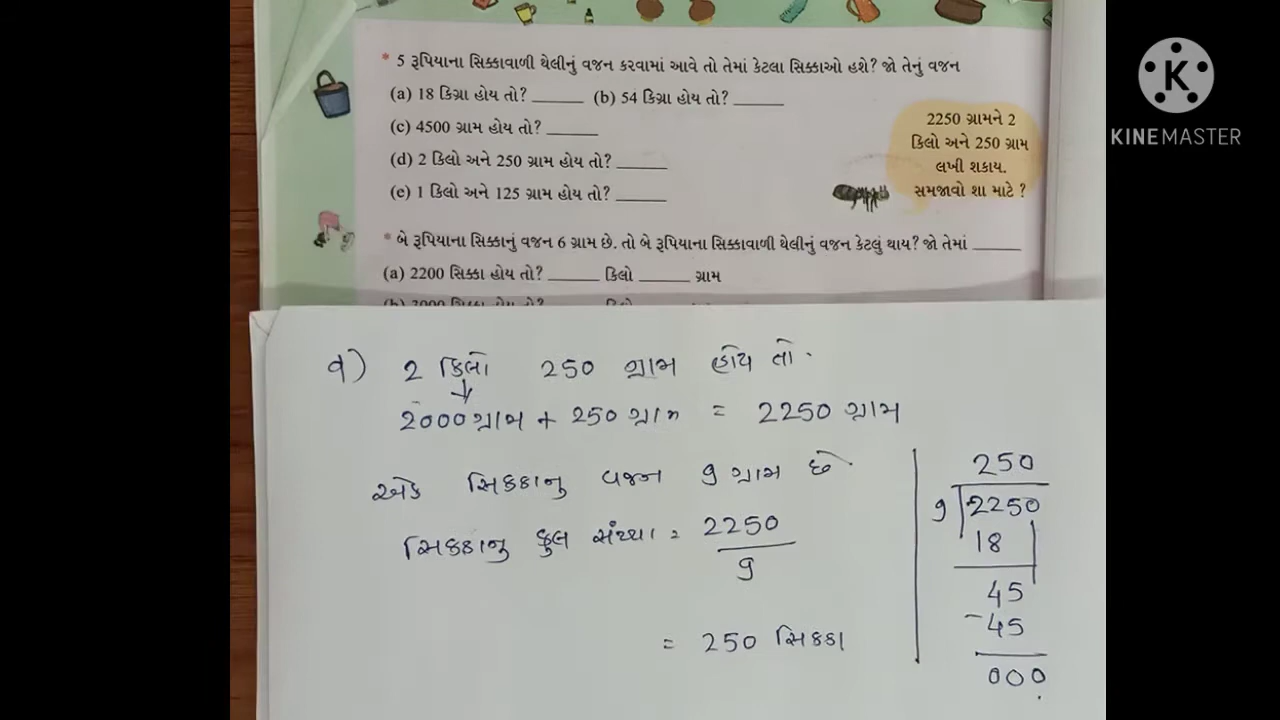 * 5 રૂપિયાના સિક્કાવાળી થેલીનું વજન કરવામાં આવે તો તેમાં કેટલા સિક્કાઓ હશે? જો તેનું વજન
(a) 18 કિગ્રા હોય તો? ______ (b) 54 કિગ્રા હોય તો? ______
(c) 4500 ગ્રામ હોય તો? ______
(d) 2 કિલો અને 250 ગ્રામ હોય તો? ______
(e) 1 કિલો અને 125 ગ્રામ હોય તો? ______
2250 ગ્રામને 2
કિલો અને 250 ગ્રામ
લખી શકાય.
સમજાવો શા માટે ?
* બે રૂપિયાના સિક્કાનું વજન 6 ગ્રામ છે. તો બે રૂપિયાના સિક્કાવાળી થેલીનું વજન કેટલું થાય? જો તેમાં ______
(a) 2200 સિક્કા હોય તો? ______ કિલો ______ ગ્રામ
KINEMASTER
2 કિલો 250 ગ્રામ હોય તો.
2000 ગ્રામ + 250 ગ્રામ = 2250 ગ્રામ
એક સિક્કાનુ વજન 9 ગ્રામ છે
સિક્કાનુ કુલ સંખ્યા = 2250
9
= 250 સિક્કા
250
9 2250
18
45
-45
000